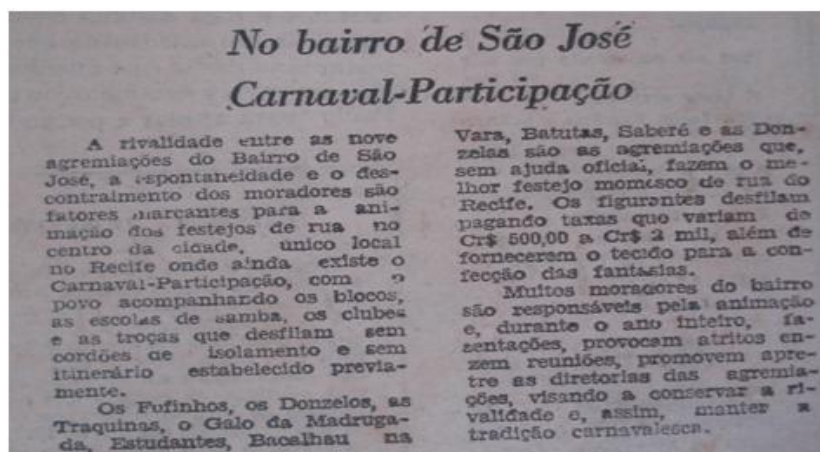 No bairro de São José
Carnaval-Participação
A rivalidade entre as nove
agremiações do Bairro de São
José, a espontaneidade e o des-
contraimento dos moradores são
fatores marcantes para a ani-
mação dos festejos de rua no
centro da cidade, único local
no Recife onde ainda existe o
Carnaval-Participação, com o
povo acompanhando os blocos,
as escolas de samba, os clubes
e as troças que desfilam sem
cordões de isolamento e sem
itinerário estabelecido previa-
mente.
Os Fofinhos, os Donzelos, as
Traquinas, o Galo da Madruga-
da, Estudantes, Bacalhau na
Vara, Batutas, Saberé e as Don-
zelas são as agremiações que,
sem ajuda oficial, fazem o me-
lhor festejo momesco de rua do
Recife. Os figurantes desfilam
pagando taxas que variam de
Cr$ 500,00 a Cr$ 2 mil, além de
fornecerem o tecido para a con-
fecção das fantasias.
Muitos moradores do bairro
são responsáveis pela animação
e, durante o ano inteiro, fa-
zentações, provocam atritos en-
zem reuniões, promovem apre-
tre as diretorias das agremia-
ções, visando a conservar a ri-
validade e, assim, manter a
tradição carnavalesca.